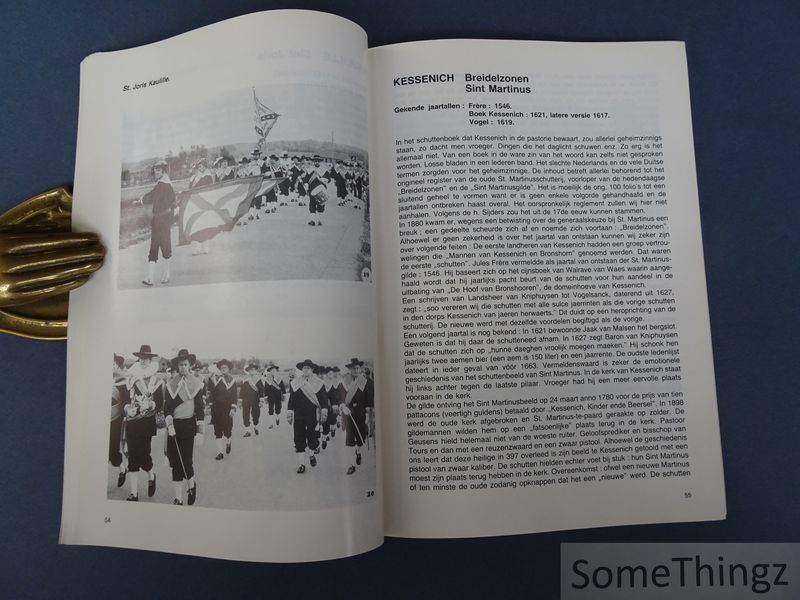 St. Joris Kaulille.
19
20
54
KESSENICH Breidelzonen
Sint Martinus
Gekende jaartallen : Frère : 1546.
Boek Kessenich : 1621, latere versie 1617.
Vogel : 1619.
In het schuttenboek dat Kessenich in de pastorie bewaart, zou allerlei geheimzinnigs
staan, zo dacht men vroeger. Dingen die het daglicht schuwen enz. Zo erg is het
allemaal niet. Van een boek in de ware zin van het woord kan zelfs niet gesproken
worden. Losse bladen in een lederen band. Het slechte Nederlands en de vele Duitse
termen zorgden voor het geheimzinnige. De inhoud betreft allerlei behorend tot het
origineel register van de oude St. Martinusschutterij, voorloper van de hedendaagse
„Breidelzonen" en de „Sint Martinusgilde". Het is moeilijk de ong. 100 folio's tot een
sluitend geheel te vormen want er is geen enkele volgorde gehandhaafd en de
jaartallen ontbreken haast overal. Het oorspronkelijk reglement zullen wij hier niet
aanhalen. Volgens de h. Sijders zou het uit de 17de eeuw kunnen stammen.
In 1880 kwam er, wegens een betwisting over de generaalskeuze bij St. Martinus een
breuk ; een gedeelte scheurde zich af en noemde zich voortaan : „Breidelzonen".
Alhoewel er geen zekerheid is over het jaartal van ontstaan kunnen wij zeker zijn
over volgende feiten : De eerste landheren van Kessenich hadden een groep vertrou-
welingen die „Mannen van Kessenich en Bronshorn" genoemd werden. Dat waren
de eerste „schutten". Jules Frère vermeldde als jaartal van ontstaan der St. Martinus-
gilde : 1546. Hij baseert zich op het cijnsboek van Walrave van Waes waarin aange-
haald wordt dat hij jaarlijks pacht beurt van de schutten voor hun aandeel in de
uitbating van „De Hoof van Bronshooren", de domeinhoeve van Kessenich.
Een schrijven van Landsheer van Kniphuysen tot Vogelsanck, daterend uit 1627,
zegt : „soo vereren wij die schutten met alle sulce jaerrinten als die vorige schutten
in den dorps Kessenich van jaeren herwaerts". Dit duidt op een heroprichting van de
schutterij. De nieuwe werd met dezelfde voordelen begiftigd als de vorige.
Een volgend jaartal is nog bekend : In 1621 bewoonde Jaak van Malsen het bergslot.
Geweten is dat hij daar de schutteneed afnam. In 1627 zegt Baron van Kniphuysen
dat de schutten zich op „hunne daeghen vroolijk moegen maeken." Hij schonk hen
jaarlijks twee aemen bier (een aem is 150 liter) en een jaarrente. De oudste ledenlijst
dateert in ieder geval van vóór 1663. Vermeldenswaard is zeker de emotionele
geschiedenis van het schuttenbeeld van Sint Martinus. In de kerk van Kessenich staat
hij links achter tegen de laatste pilaar. Vroeger had hij een meer eervolle plaats
vooraan in de kerk.
De gilde ontving het Sint Martinusbeeld op 24 maart anno 1780 voor de prijs van tien
pattacons (veertig guldens) betaald door „Kessenich, Kinder ende Beersel". In 1898
werd de oude kerk afgebroken en St. Martinus-te-paard geraakte op zolder. De
gildemannen wilden hem op een „fatsoenlijke" plaats terug in de kerk. Pastoor
Geusens hield helemaal niet van de woeste ruiter. Geloofsprediker en bisschop van
Tours en dan met een reuzenzwaard en een zwaar pistool. Alhoewel de geschiedenis
ons leert dat deze heilige in 397 overleed is zijn beeld te Kessenich getooid met een
pistool van zwaar kaliber. De schutten hielden echter voet bij stuk : hun Sint Martinus
moest zijn plaats terug hebben in de kerk. Overeenkomst : ofwel een nieuwe Martinus
of ten minste de oude zodanig opknappen dat het een „nieuwe" werd. De schutten
55
SomeThingz